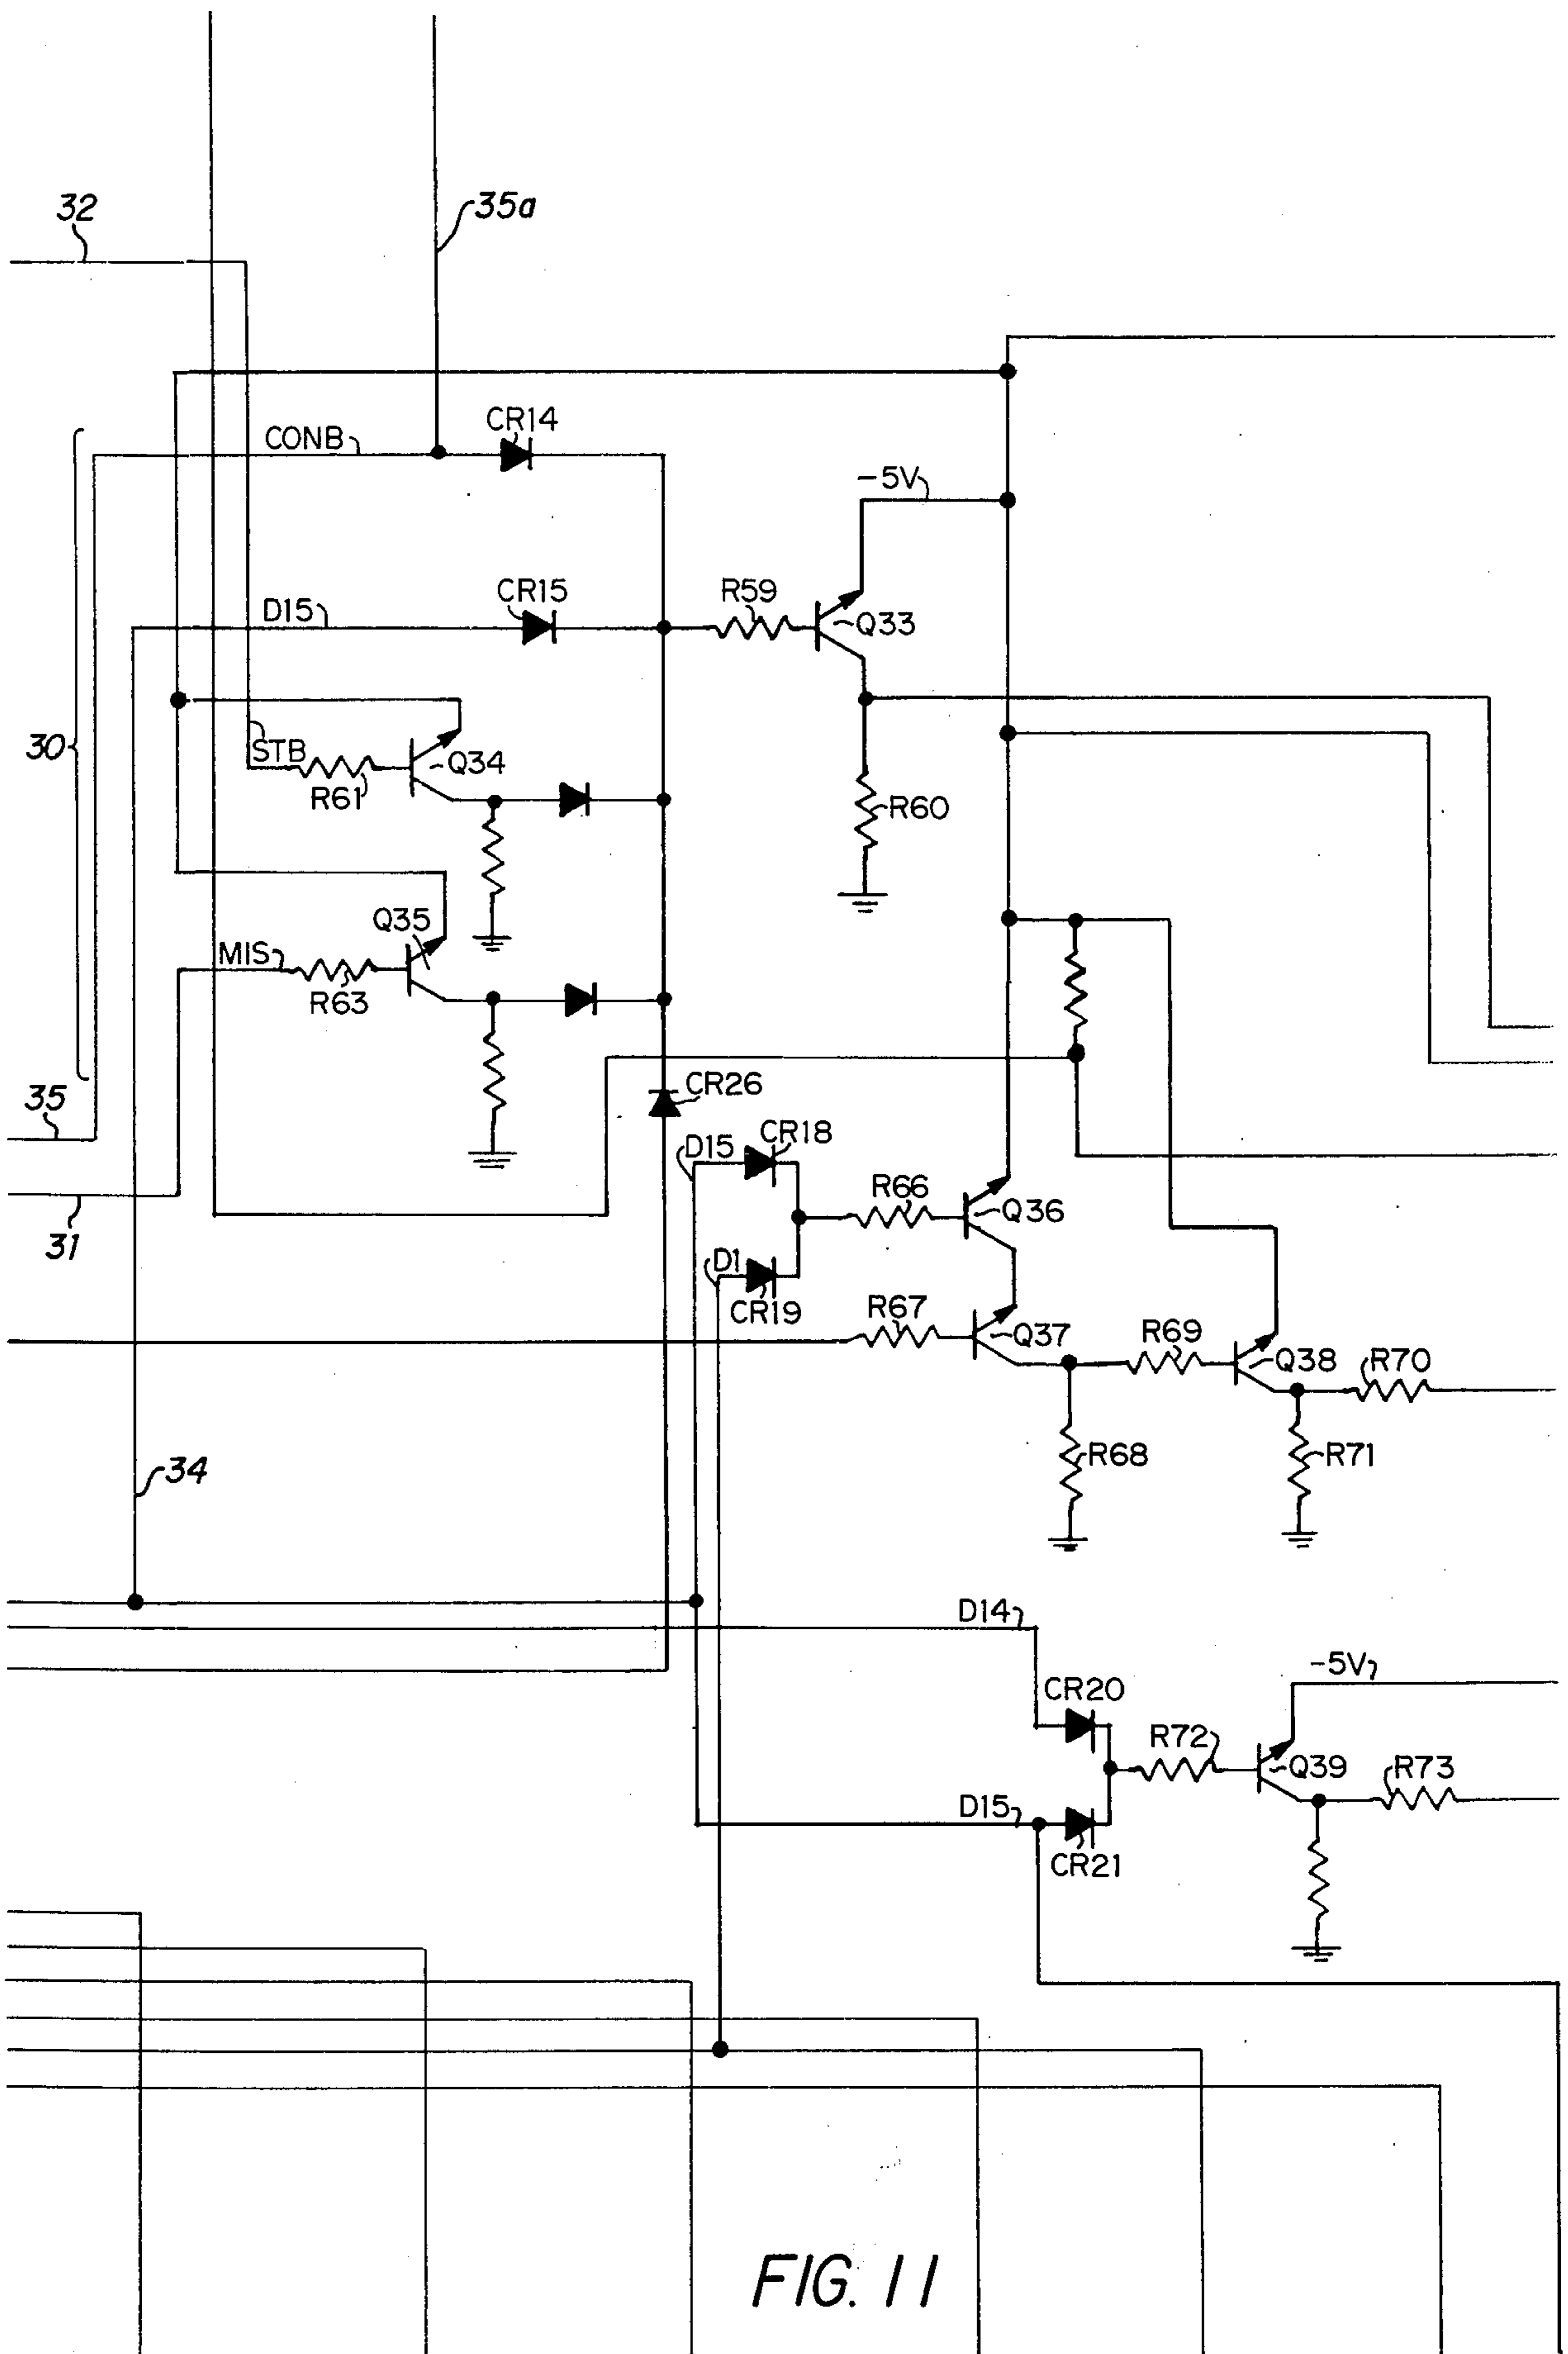 32
35a
CR14
CONB
-5V
CR15
R59
D15
Q33
30
STB
Q34
R61
R60
Q35
MIS
R63
35
CR26
D15
CR18
31
R66
Q36
D1
CR19
R67
Q37
R69
Q38
R70
R68
R71
34
D14
-5V
CR20
R72
Q39
R73
D15
CR21
FIG. 11